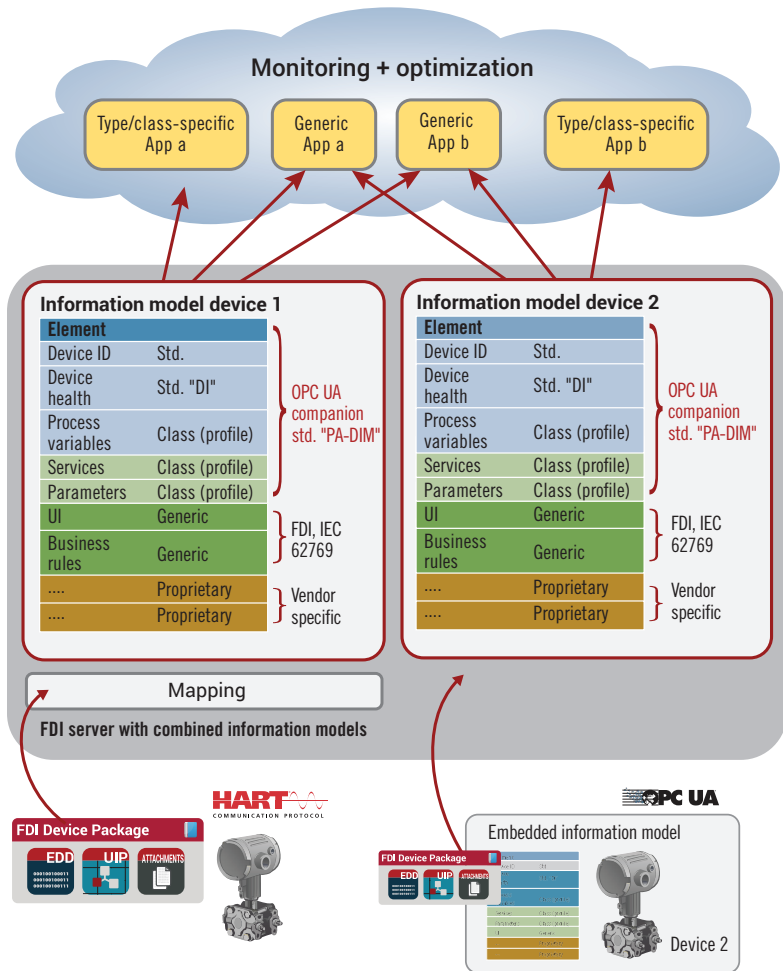 Monitoring + optimization
Type/class-specific
App a
Generic
App a
Generic
App b
Type/class-specific
App b
Information model device 1
Element
Device ID Std.
Device
health Std. "DI"
Process
variables Class (profile)
Services Class (profile)
Parameters Class (profile)
UI Generic
Business
rules Generic
.... Proprietary
.... Proprietary
OPC UA
companion
std. "PA-DIM"
FDI, IEC
62769
Vendor
specific
Information model device 2
Element
Device ID Std.
Device
health Std. "DI"
Process
variables Class (profile)
Services Class (profile)
Parameters Class (profile)
UI Generic
Business
rules Generic
.... Proprietary
.... Proprietary
OPC UA
companion
std. "PA-DIM"
FDI, IEC
62769
Vendor
specific
Mapping
FDI server with combined information models
HART
COMMUNICATION PROTOCOL
FDI Device Package
EDD
000100100011
000100100011
000100100111
UIP
ATTACHMENTS
OPC UA
Embedded information model
FDI Device Package
EDD
UIP
ATTACHMENTS
Device 2